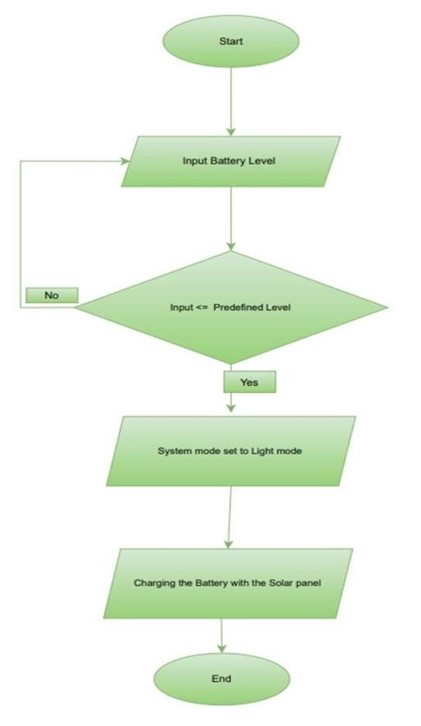 Start
Input Battery Level
Input <= Predefined Level
No
Yes
System mode set to Light mode
Charging the Battery with the Solar panel
End